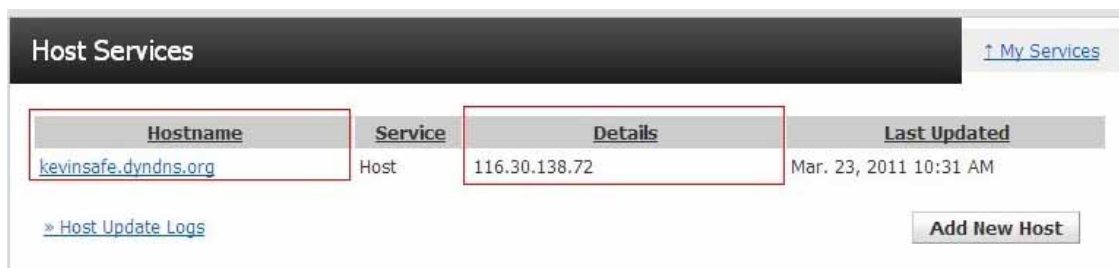 Host Services
↑ My Services
Hostname Service Details Last Updated
kevinsafe.dyndns.org Host 116.30.138.72 Mar. 23, 2011 10:31 AM
» Host Update Logs
Add New Host